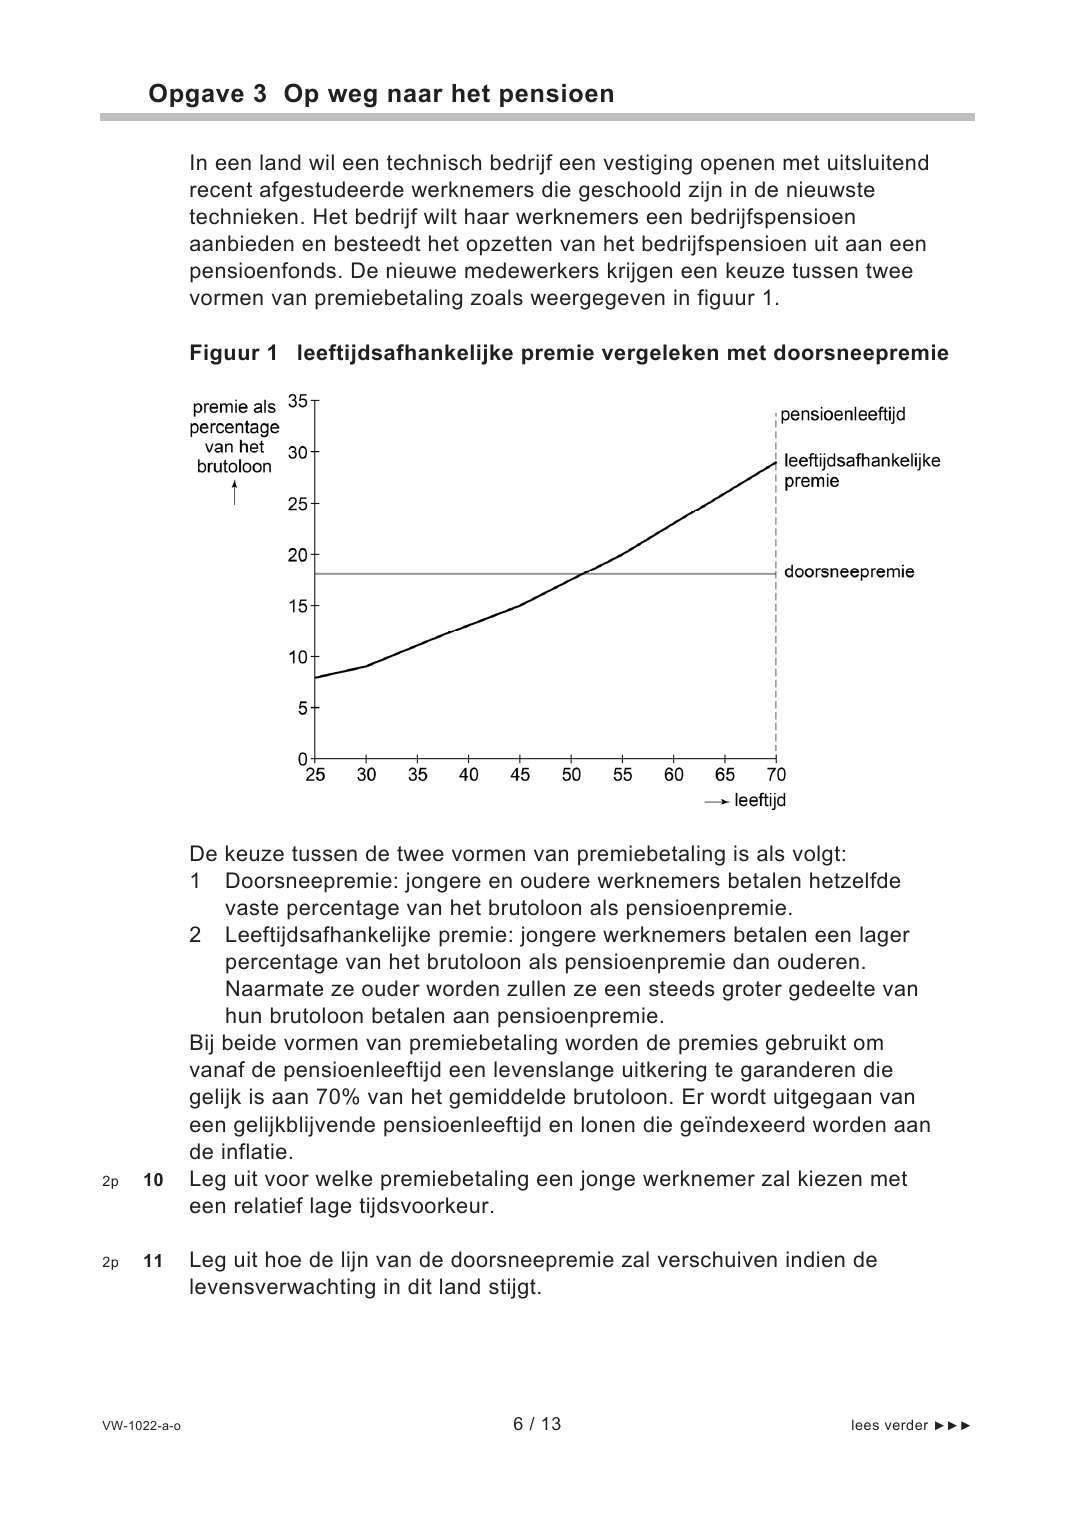 Opgave 3  Op weg naar het pensioen
In een land wil een technisch bedrijf een vestiging openen met uitsluitend
recent afgestudeerde werknemers die geschoold zijn in de nieuwste
technieken. Het bedrijf wilt haar werknemers een bedrijfspensioen
aanbieden en besteedt het opzetten van het bedrijfspensioen uit aan een
pensioenfonds. De nieuwe medewerkers krijgen een keuze tussen twee
vormen van premiebetaling zoals weergegeven in figuur 1.
Figuur 1  leeftijdsafhankelijke premie vergeleken met doorsneepremie
premie als
percentage
van het
brutoloon
35
30
25
20
15
10
5
0
pensioenleeftijd
leeftijdsafhankelijke
premie
doorsneepremie
25 30 35 40 45 50 55 60 65 70
leeftijd
De keuze tussen de twee vormen van premiebetaling is als volgt:
1 Doorsneepremie: jongere en oudere werknemers betalen hetzelfde
vaste percentage van het brutoloon als pensioenpremie.
2 Leeftijdsafhankelijke premie: jongere werknemers betalen een lager
percentage van het brutoloon als pensioenpremie dan ouderen.
Naarmate ze ouder worden zullen ze een steeds groter gedeelte van
hun brutoloon betalen aan pensioenpremie.
Bij beide vormen van premiebetaling worden de premies gebruikt om
vanaf de pensioenleeftijd een levenslange uitkering te garanderen die
gelijk is aan 70% van het gemiddelde brutoloon. Er wordt uitgegaan van
een gelijkblijvende pensioenleeftijd en lonen die geïndexeerd worden aan
de inflatie.
2p 10 Leg uit voor welke premiebetaling een jonge werknemer zal kiezen met
een relatief lage tijdsvoorkeur.
2p 11 Leg uit hoe de lijn van de doorsneepremie zal verschuiven indien de
levensverwachting in dit land stijgt.
VW-1022-a-o 6 / 13 lees verder ►►►